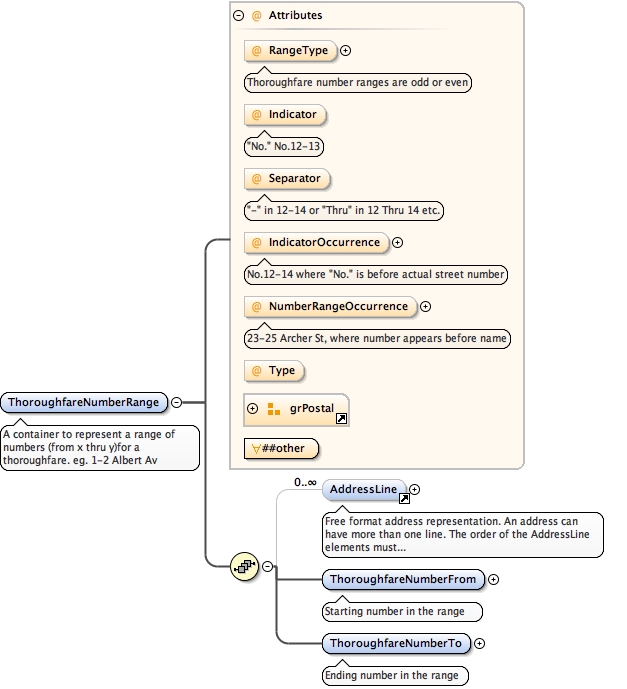 Attributes
@ RangeType
Thoroughfare number ranges are odd or even
@ Indicator
"No." No.12-13
@ Separator
"-" in 12-14 or "Thru" in 12 Thru 14 etc.
@ IndicatorOccurrence
No.12-14 where "No." is before actual street number
@ NumberRangeOccurrence
23-25 Archer St, where number appears before name
@ Type
grPostal
∀##other
ThoroughfareNumberRange
A container to represent a range of
numbers (from x thru y)for a
thoroughfare. eg. 1-2 Albert Av
0..∞
AddressLine
Free format address representation. An address can
have more than one line. The order of the AddressLine
elements must...
ThoroughfareNumberFrom
Starting number in the range
ThoroughfareNumberTo
Ending number in the range